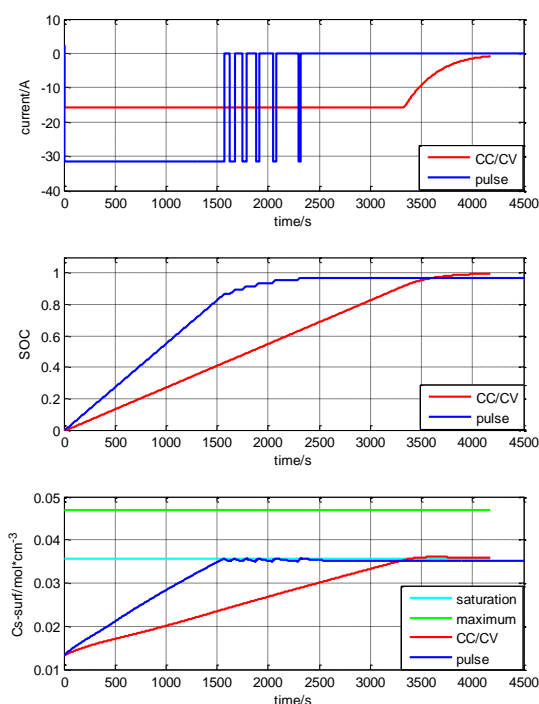 10
0
-10
-20
-30
-40
current/A
CC/CV
pulse
0 500 1000 1500 2000 2500 3000 3500 4000 4500
time/s
1
0.8
0.6
0.4
0.2
0
SOC
CC/CV
pulse
0 500 1000 1500 2000 2500 3000 3500 4000 4500
time/s
0.05
0.04
0.03
0.02
0.01
Cs-surf/mol*cm-3
saturation
maximum
CC/CV
pulse
0 500 1000 1500 2000 2500 3000 3500 4000 4500
time/s